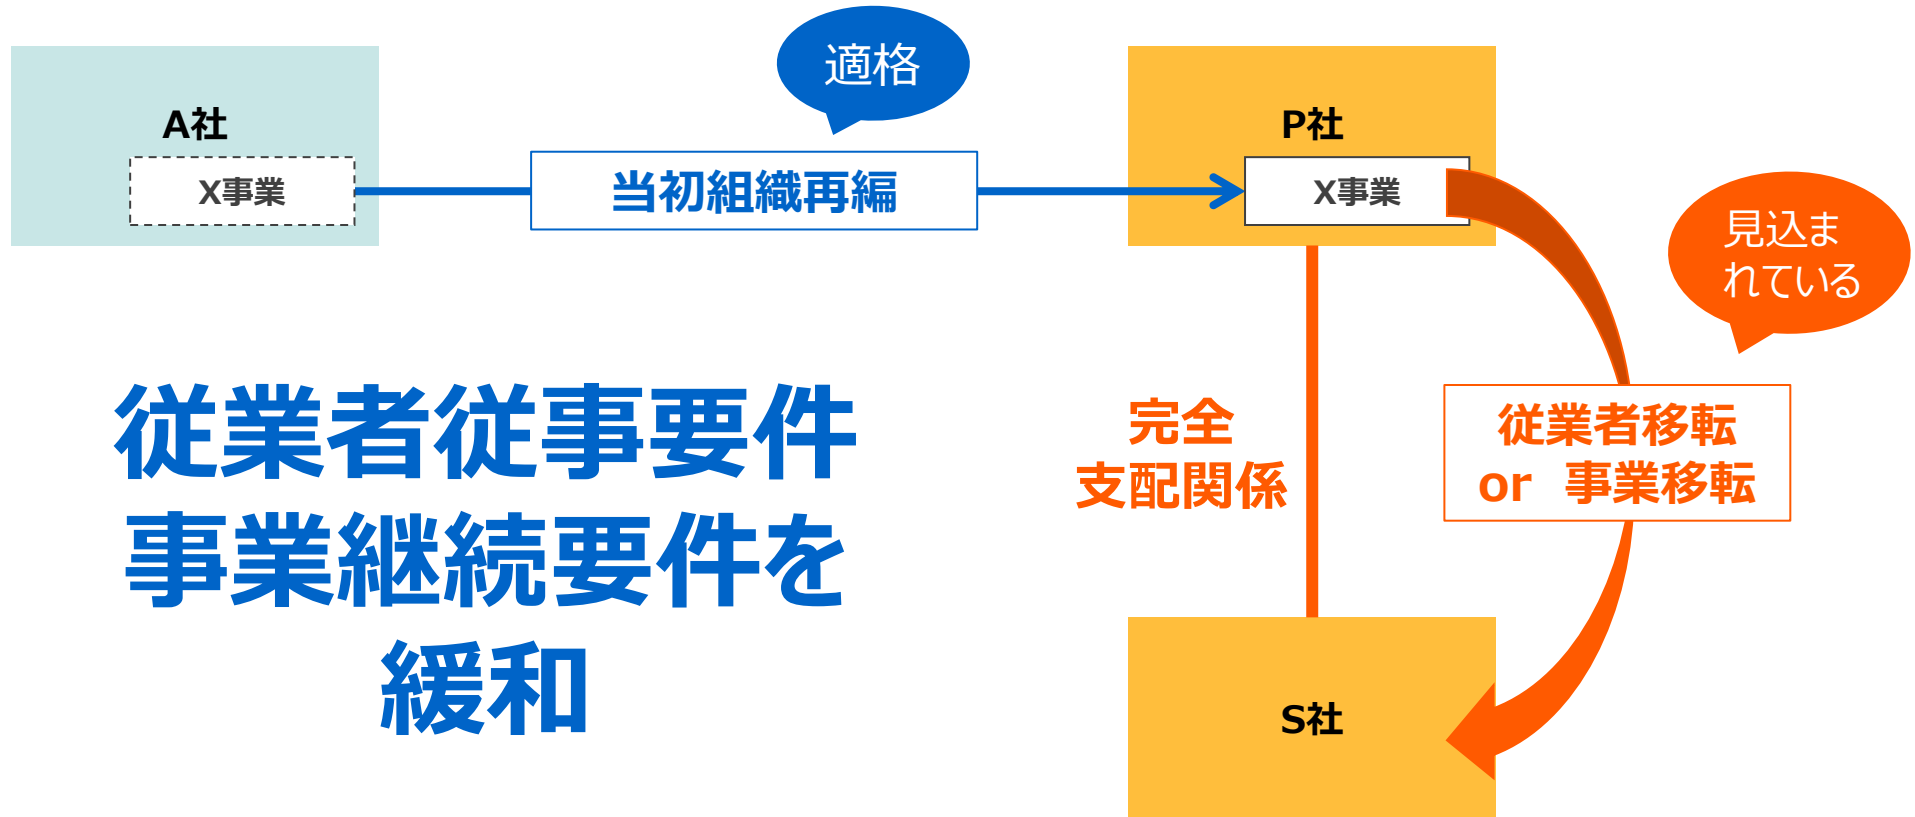 適格
A社
X事業
当初組織再編
P社
X事業
見込ま
れている
従業者従事要件
事業継続要件を
緩和
完全
支配関係
従業者移転
or 事業移転
S社